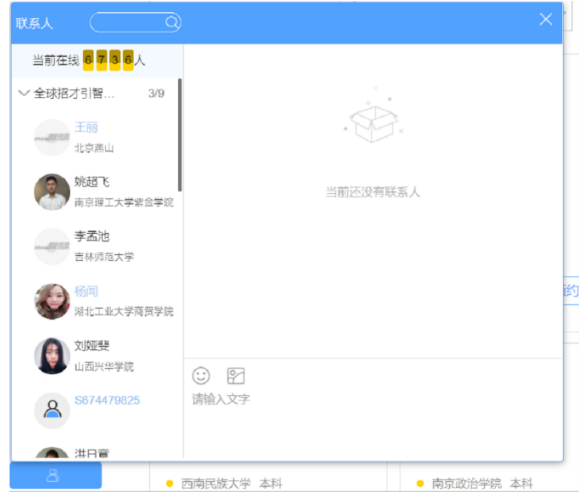 联系人
当前在线 6 7 3 6 人
全球招才引智... 3/9
王丽
北京燕山
姚超飞
南京理工大学紫金学院
李孟池
吉林师范大学
当前还没有联系人
杨闻
湖北工业大学商贸学院
约
刘娅斐
山西兴华学院
请输入文字
S674479825
洪日
西南民族大学 本科
南京政治学院 本科